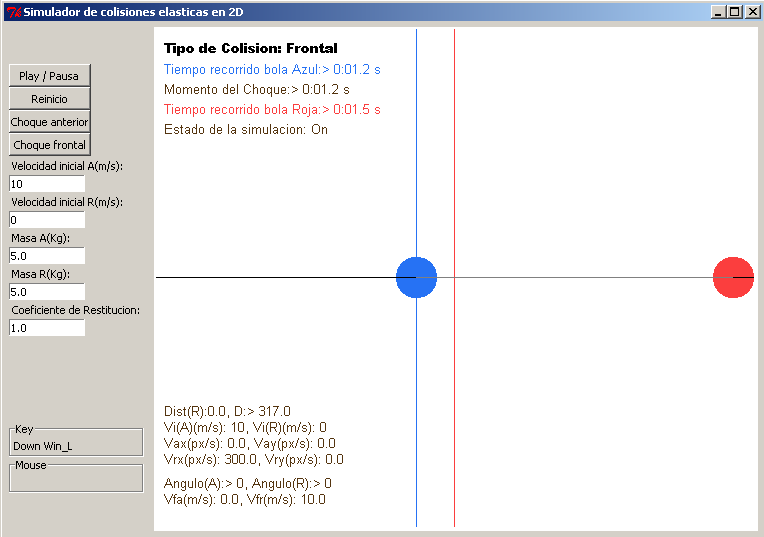 Simulador de colisiones elasticas en 2D
Play / Pausa
Reinicio
Choque anterior
Choque frontal
Velocidad inicial A(m/s):
10
Velocidad inicial R(m/s):
0
Masa A(Kg):
5.0
Masa R(Kg):
5.0
Coeficiente de Restitucion:
1.0
Key
Down Win_L
Mouse
Tipo de Colision: Frontal
Tiempo recorrido bola Azul:> 0:01.2 s
Momento del Choque:> 0:01.2 s
Tiempo recorrido bola Roja:> 0:01.5 s
Estado de la simulacion: On
Dist(R):0.0, D:> 317.0
Vi(A)(m/s): 10, Vi(R)(m/s): 0
Vax(px/s): 0.0, Vay(px/s): 0.0
Vrx(px/s): 300.0, Vry(px/s): 0.0
Angulo(A):> 0, Angulo(R):> 0
Vfa(m/s): 0.0, Vfr(m/s): 10.0